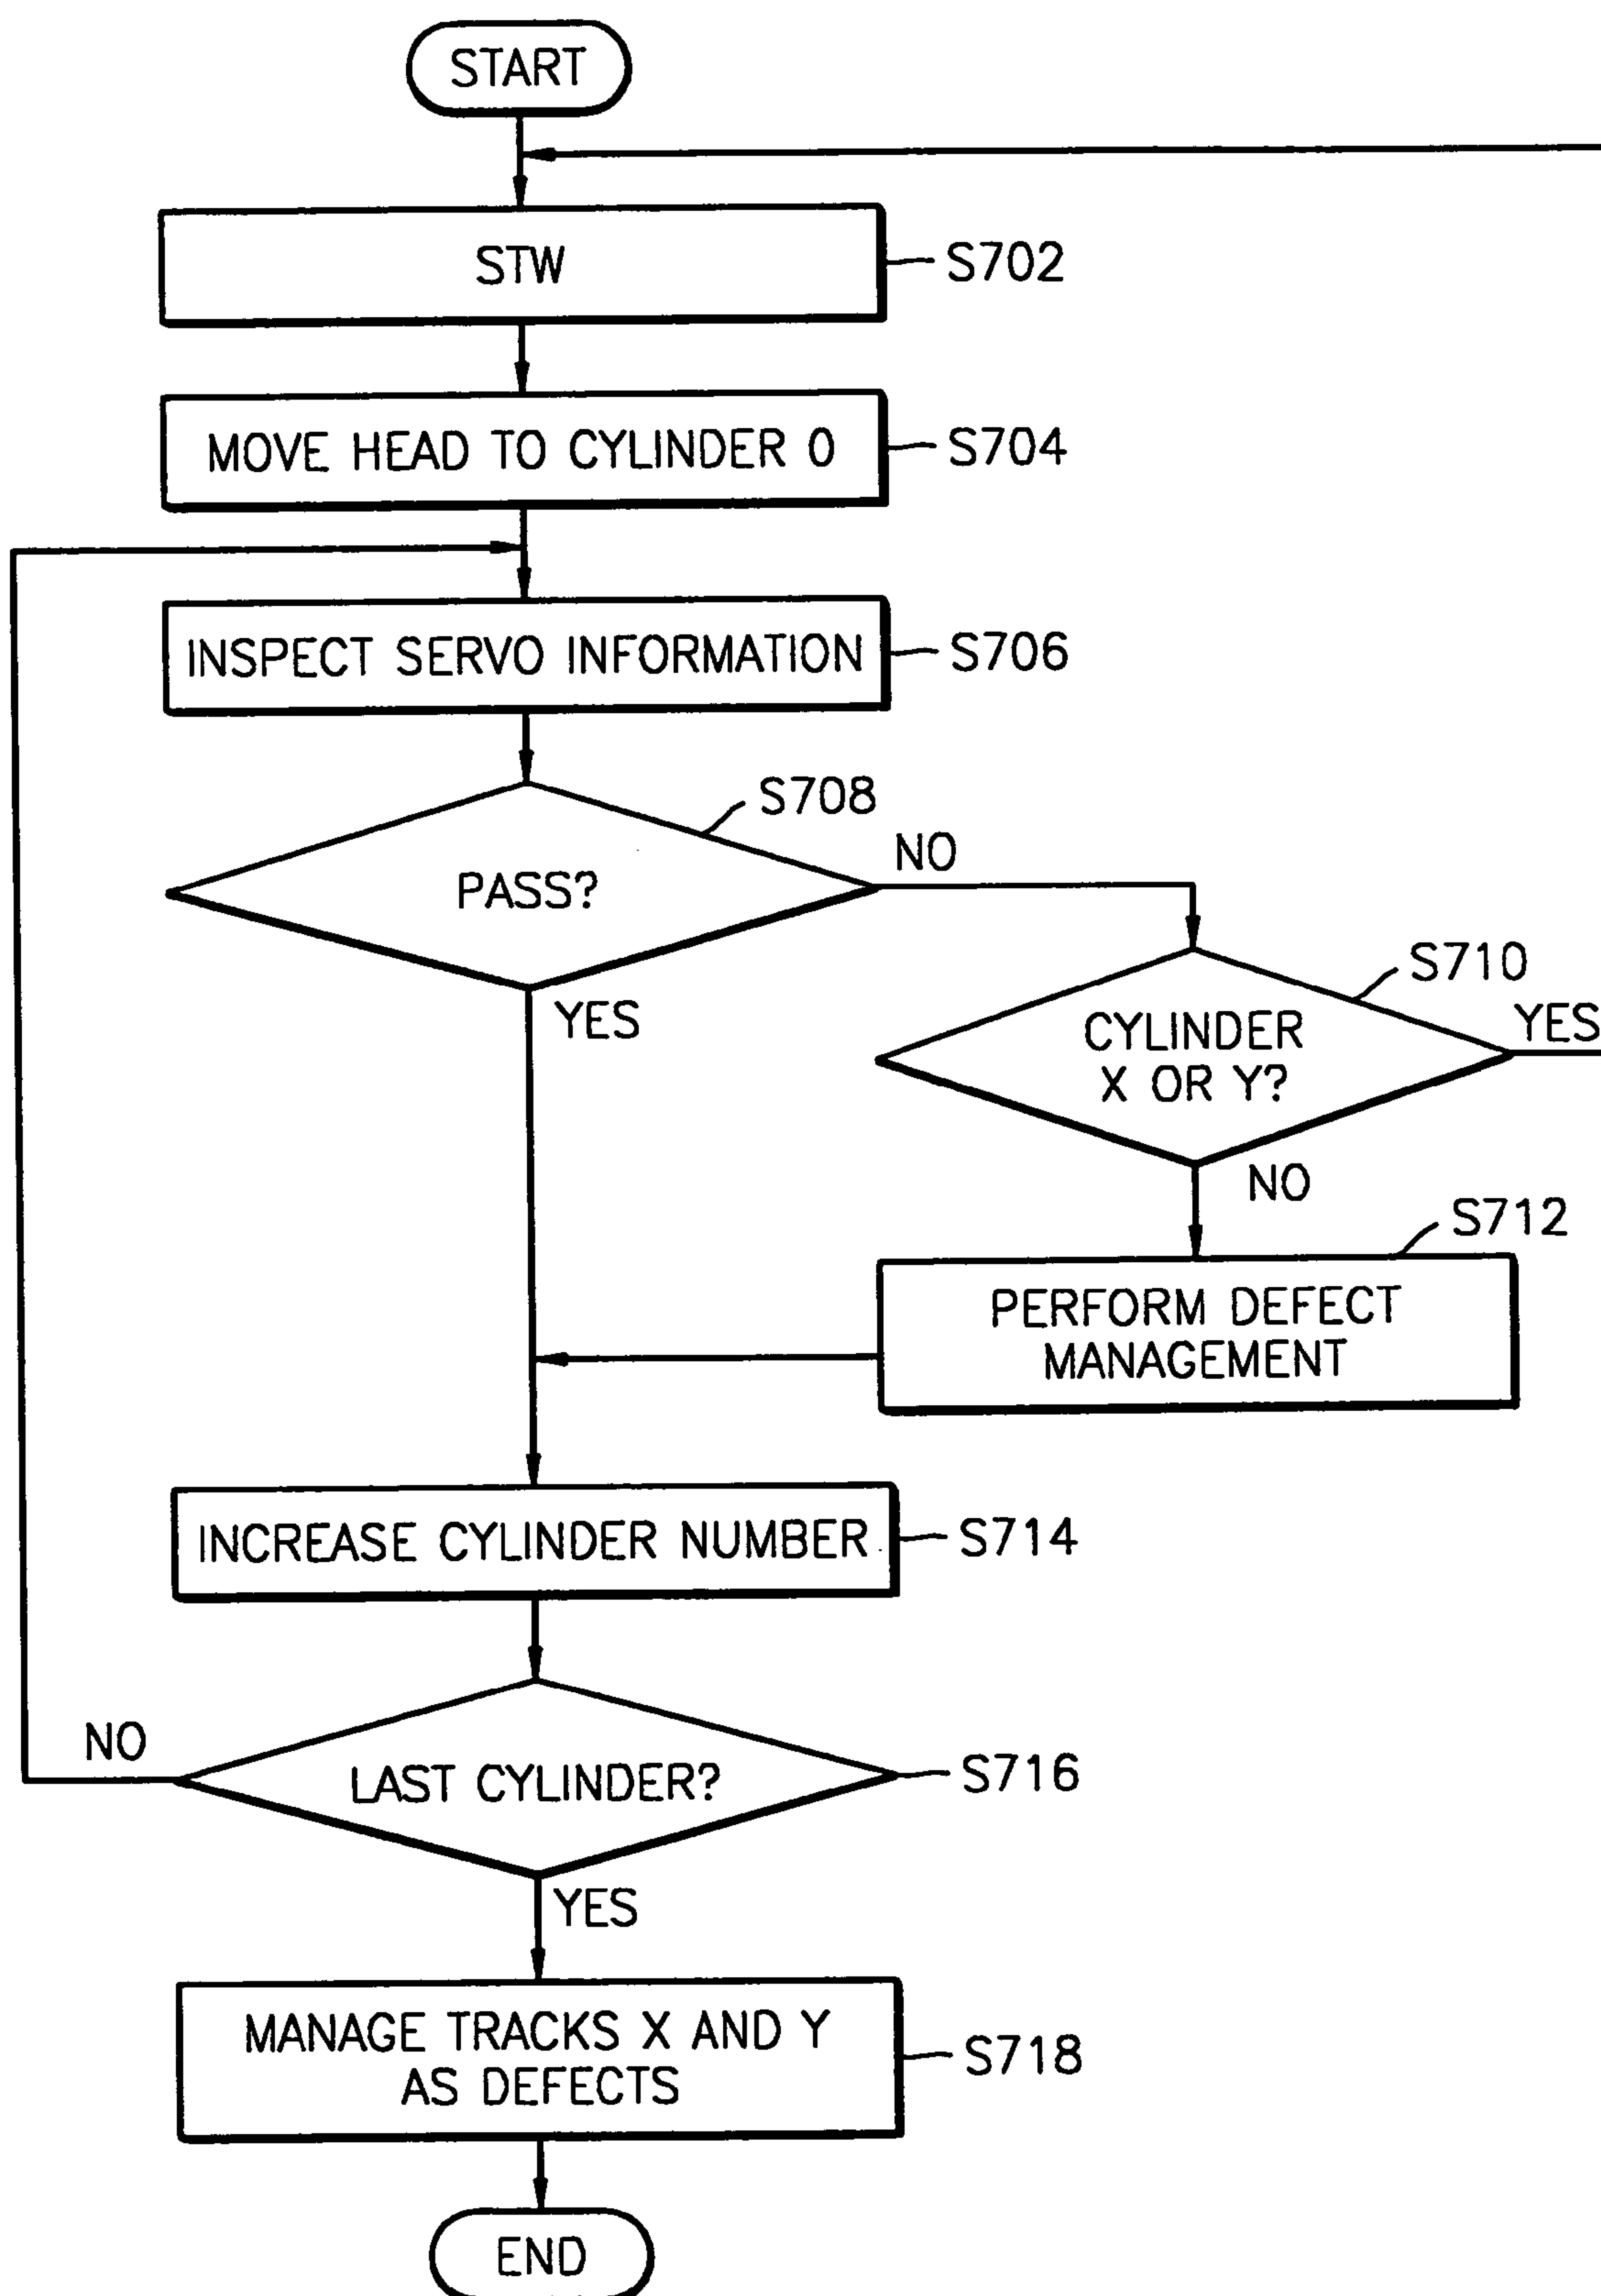 START
STW
S702
MOVE HEAD TO CYLINDER 0
S704
INSPECT SERVO INFORMATION
S706
S708
PASS?
NO
YES
S710
CYLINDER
X OR Y?
YES
NO
S712
PERFORM DEFECT
MANAGEMENT
INCREASE CYLINDER NUMBER
S714
NO
LAST CYLINDER?
S716
YES
MANAGE TRACKS X AND Y
AS DEFECTS
S718
END